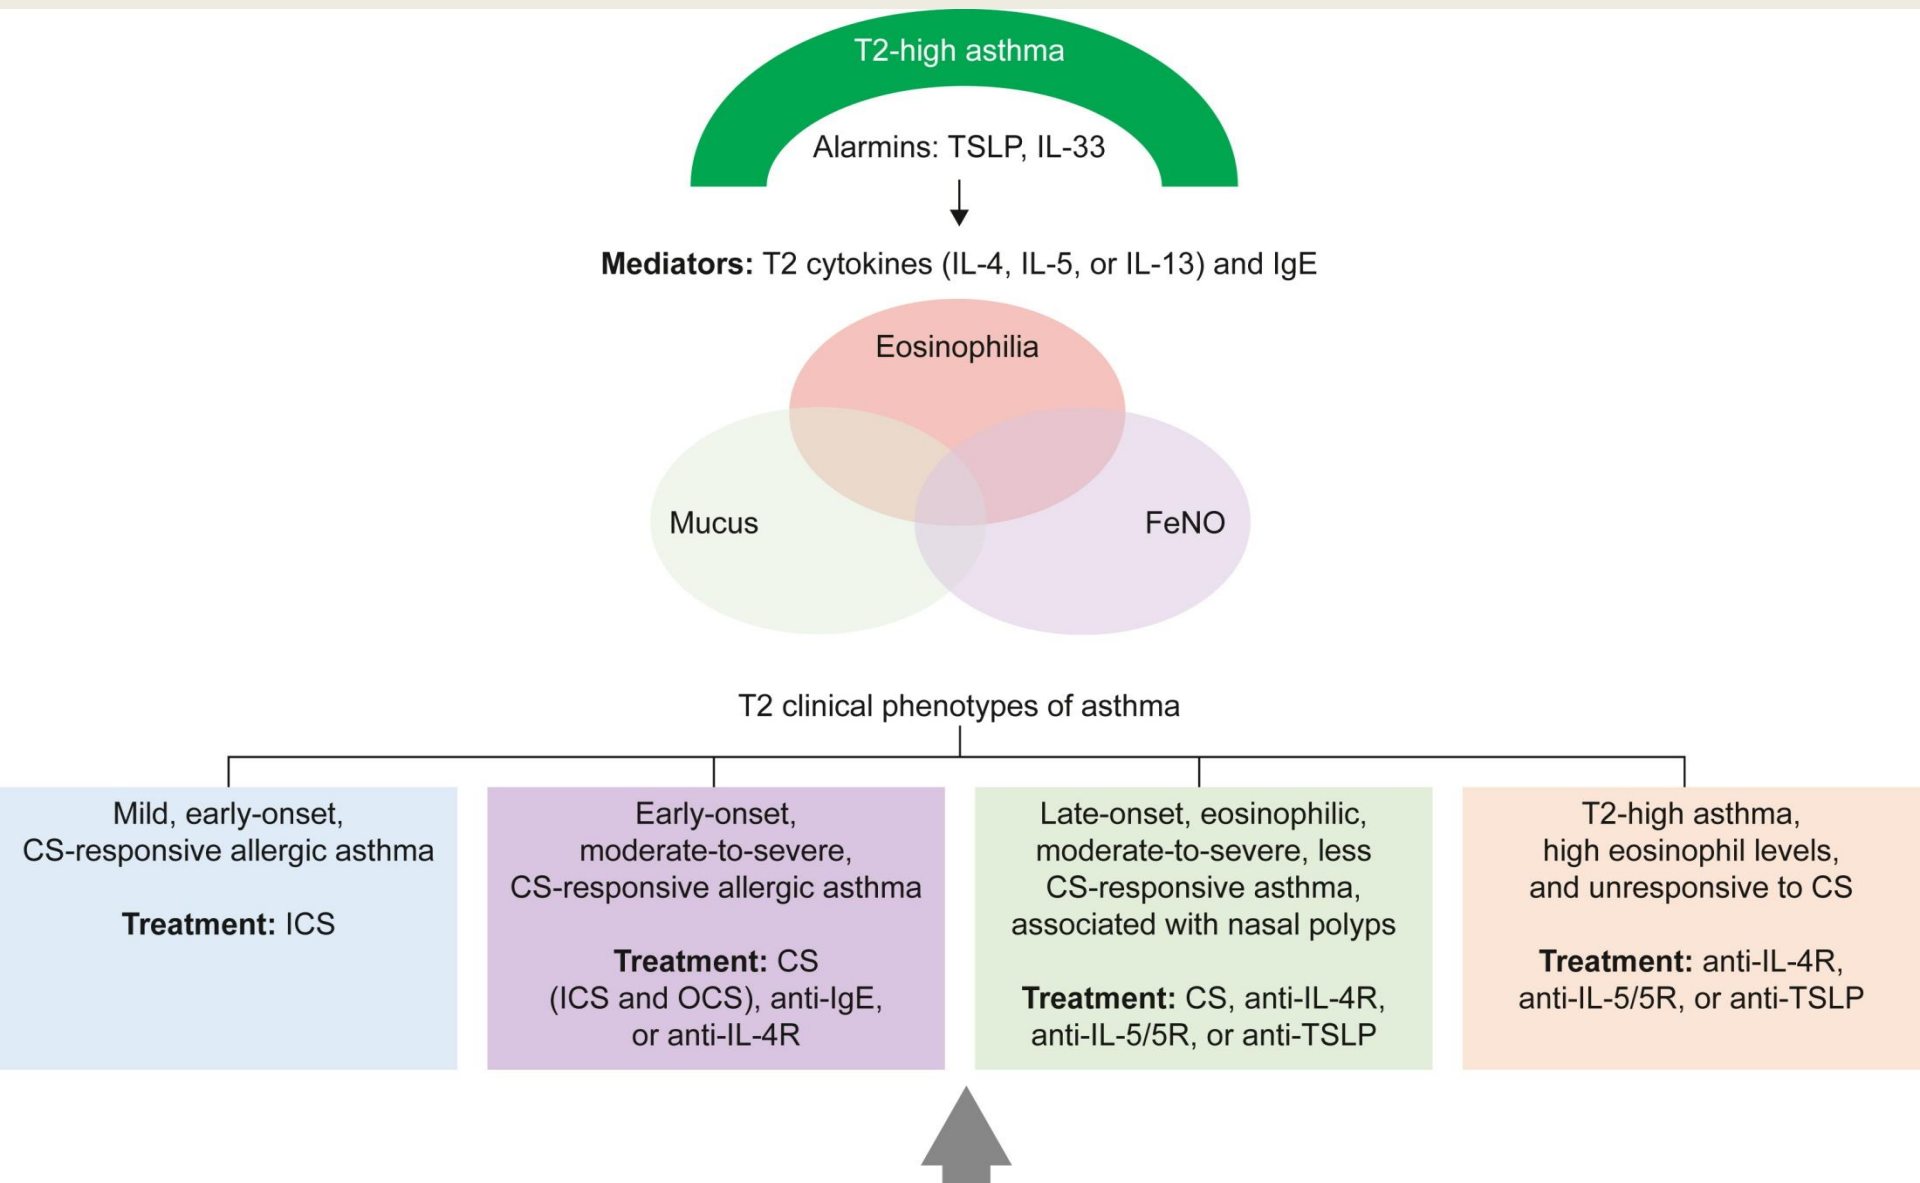 T2-high asthma
Alarmins: TSLP, IL-33
Mediators: T2 cytokines (IL-4, IL-5, or IL-13) and IgE
Eosinophilia
Mucus
FeNO
T2 clinical phenotypes of asthma
Mild, early-onset,
CS-responsive allergic asthma
Treatment: ICS
Early-onset,
moderate-to-severe,
CS-responsive allergic asthma
Treatment: CS
(ICS and OCS), anti-IgE,
or anti-IL-4R
Late-onset, eosinophilic,
moderate-to-severe, less
CS-responsive asthma,
associated with nasal polyps
Treatment: CS, anti-IL-4R,
anti-IL-5/5R, or anti-TSLP
T2-high asthma,
high eosinophil levels,
and unresponsive to CS
Treatment: anti-IL-4R,
anti-IL-5/5R, or anti-TSLP